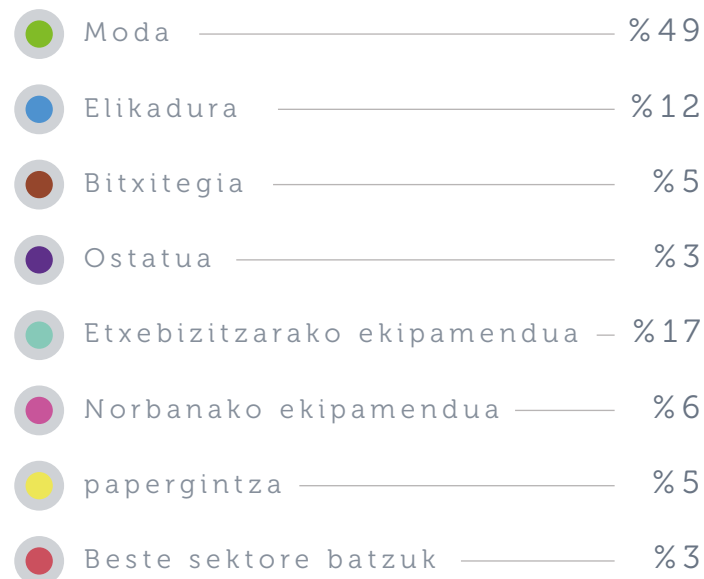 Moda %49
Elikadura %12
Bitxitegia %5
Ostatua %3
Etxebizitzarako ekipamendua %17
Norbanako ekipamendua %6
papergintza %5
Beste sektore batzuk %3